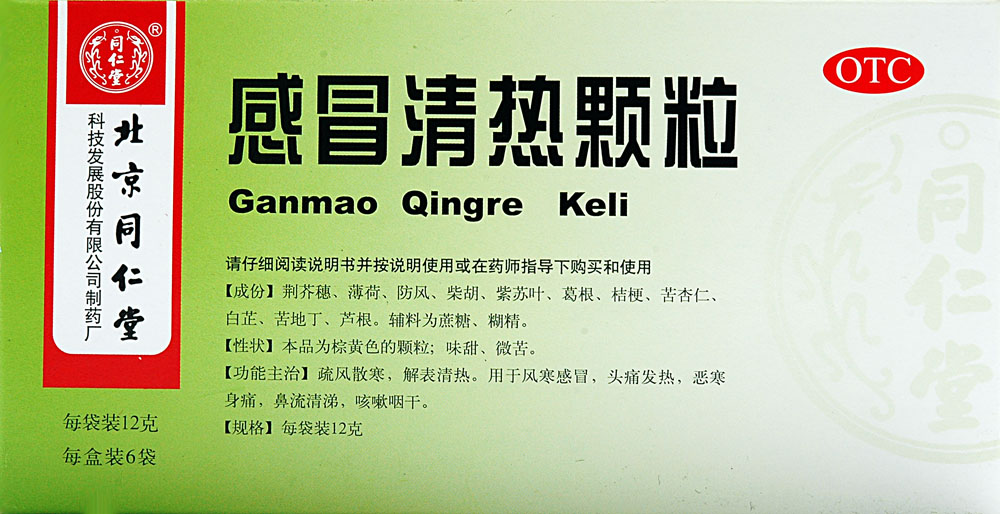 同仁堂
®
北京同仁堂
科技发展股份有限公司制药厂
每袋装12克
每盒装6袋
OTC
感冒清热颗粒
Ganmao Qingre Keli
请仔细阅读说明书并按说明使用或在药师指导下购买和使用
【成份】荆芥穗、薄荷、防风、柴胡、紫苏叶、葛根、桔梗、苦杏仁、
白芷、苦地丁、芦根。辅料为蔗糖、糊精。
【性状】本品为棕黄色的颗粒；味甜、微苦。
【功能主治】疏风散寒，解表清热。用于风寒感冒，头痛发热，恶寒
身痛，鼻流清涕，咳嗽咽干。
【规格】每袋装12克
同仁堂